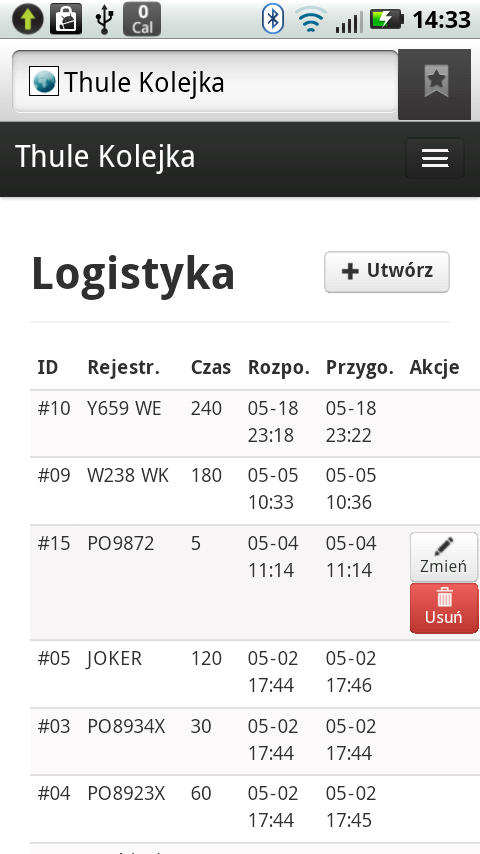 0
Cal
14:33
Thule Kolejka
Thule Kolejka
Logistyka
Utwórz
ID Rejestr. Czas Rozpo. Przygo. Akcje
#10 Y659 WE 240 05-18 05-18
23:18 23:22
#09 W238 WK 180 05-05 05-05
10:33 10:36
#15 PO9872 5 05-04 05-04
11:14 11:14
Zmień
Usuń
#05 JOKER 120 05-02 05-02
17:44 17:46
#03 PO8934X 30 05-02 05-02
17:44 17:44
#04 PO8923X 60 05-02 05-02
17:44 17:45